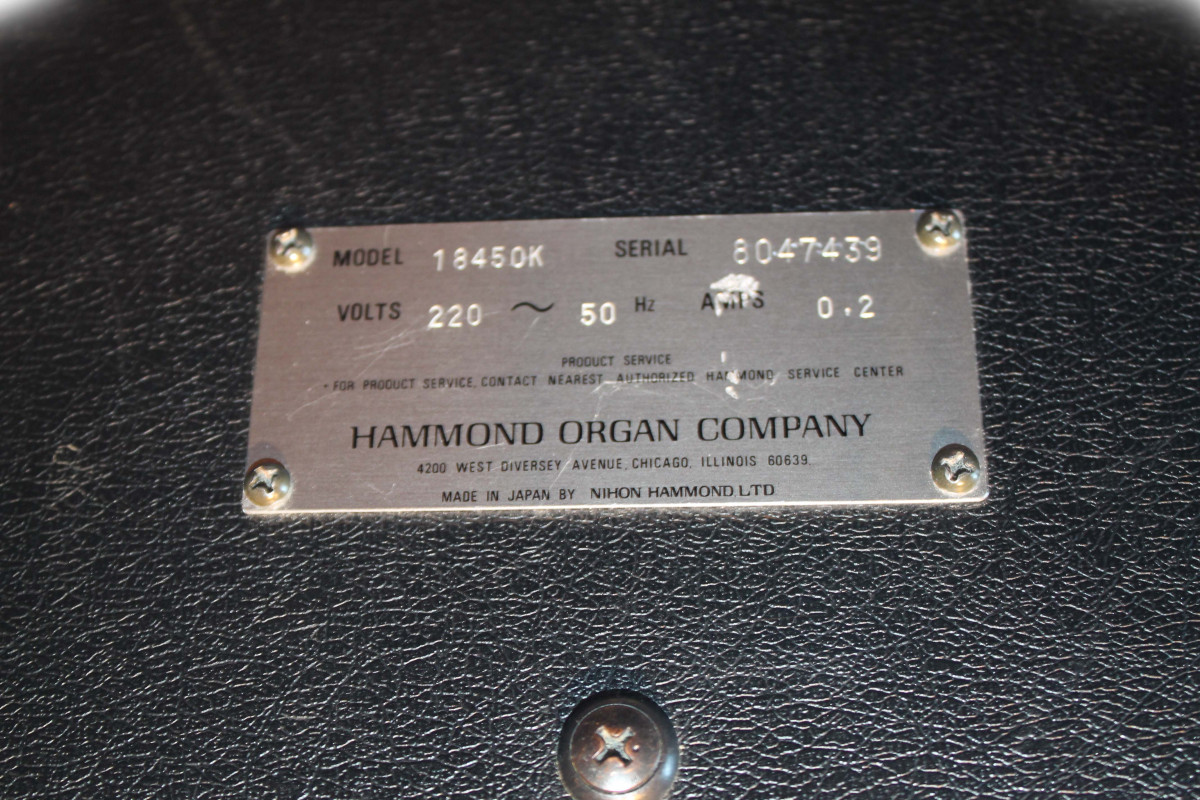 MODEL 18450K SERIAL 8047439
VOLTS 220 ~ 50 Hz AMPS 0.2
PRODUCT SERVICE
• FOR PRODUCT SERVICE, CONTACT NEAREST AUTHORIZED HAMMOND SERVICE CENTER
HAMMOND ORGAN COMPANY
4200 WEST DIVERSEY AVENUE, CHICAGO, ILLINOIS 60639.
MADE IN JAPAN BY NIHON HAMMOND, LTD